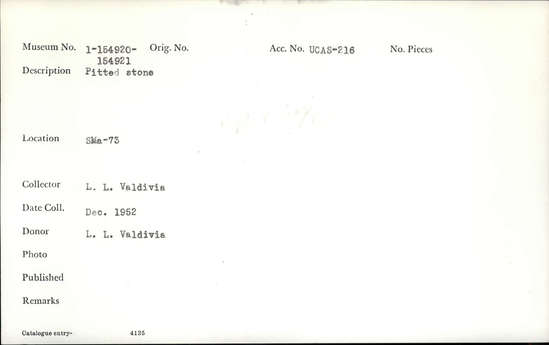 Museum No. 1-154920- Orig. No. Acc. No. UCAS-216 No. Pieces
154921
Description Pitted stone
Location SMa-73
Collector L. L. Valdivia
Date Coll. Dec. 1952
Donor L. L. Valdivia
Photo
Published
Remarks
Catalogue entry- 4125